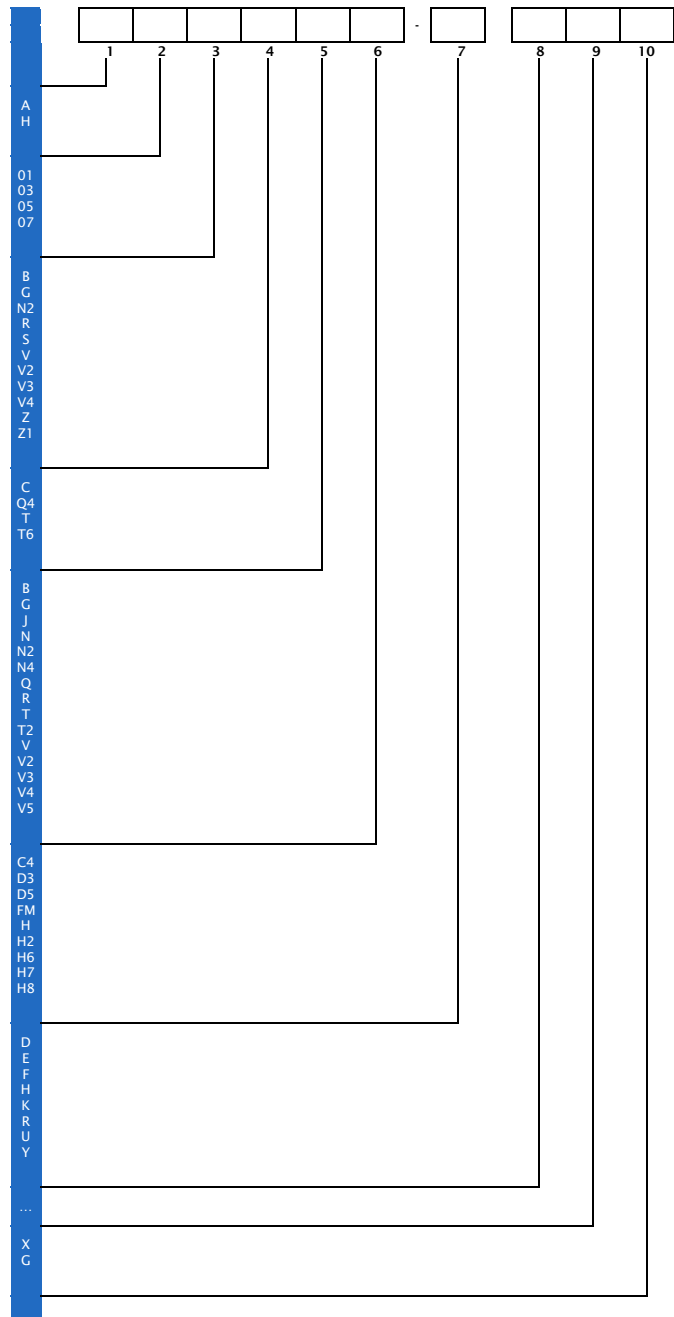 -
1 2 3 4 5 6 7 8 9 10
A
H
01
03
05
07
B
G
N2
R
S
V
V2
V3
V4
Z
Z1
C
Q4
T
T6
B
G
J
N
N2
N4
Q
R
T
T2
V
V2
V3
V4
V5
C4
D3
D5
FM
H
H2
H6
H7
H8
D
E
F
H
K
R
U
Y
...
X
G